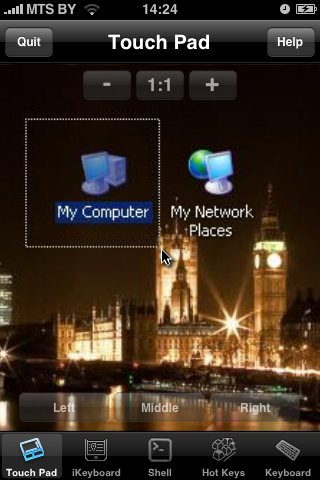 MTS BY 14:24
Quit Touch Pad Help
- 1:1 +
My Computer My Network
Places
Left Middle Right
Touch Pad iKeyboard Shell Hot Keys Keyboard